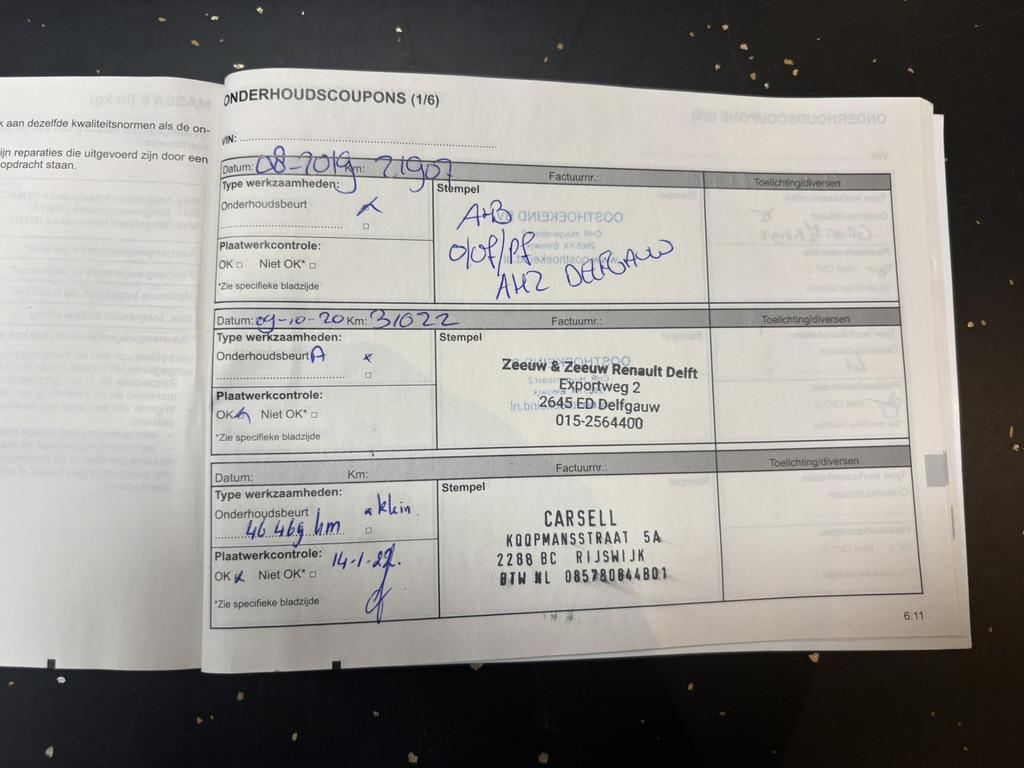 k aan dezelfde kwaliteitsnormen als de on-
ijn reparaties die uitgevoerd zijn door een
opdracht staan.
ONDERHOUDSCOUPONS (1/6)
VIN:
Datum: 08-2019 Km: 21907 Factuurnr.: Toelichting/diversen
Type werkzaamheden: Stempel
Onderhoudsbeurt
A+B
O/OF/PF
AHZ DELFGAUW
Plaatwerkcontrole:
OK □ Niet OK* □
*Zie specifieke bladzijde
Datum: 09-10-20 Km: 31022 Factuurnr.: Toelichting/diversen
Type werkzaamheden: Stempel
Onderhoudsbeurt A x
Zeeuw & Zeeuw Renault Delft
Exportweg 2
2645 ED Delfgauw
015-2564400
Plaatwerkcontrole:
OK Niet OK* □
*Zie specifieke bladzijde
Datum: Km: Factuurnr.: Toelichting/diversen
Type werkzaamheden: Stempel
Onderhoudsbeurt x klein.
46.469 km
CARSELL
KOOPMANSSTRAAT 5A
2288 BC RIJSWIJK
BTW NL 085780644B01
Plaatwerkcontrole: 14-1-22.
OK x Niet OK* □
*Zie specifieke bladzijde
6.11